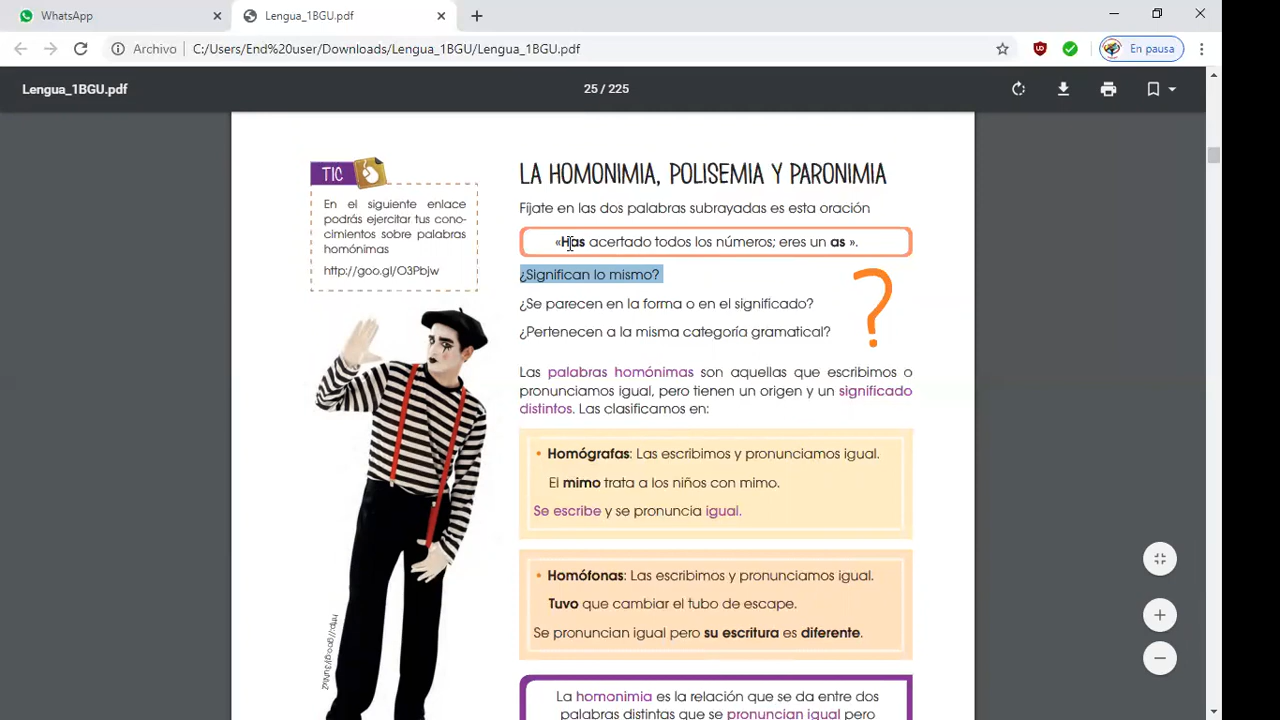 WhatsApp
Lengua_1BGU.pdf
Archivo
C:/Users/End%20user/Downloads/Lengua_1BGU/Lengua_1BGU.pdf
En pausa
Lengua_1BGU.pdf
25 / 225
TIC
En el siguiente enlace
podrás ejercitar tus cono-
cimientos sobre palabras
homónimas
http://goo.gl/O3Pbjw
LA HOMONIMIA, POLISEMIA Y PARONIMIA
Fíjate en las dos palabras subrayadas es esta oración
«Has acertado todos los números; eres un as ».
¿Significan lo mismo?
¿Se parecen en la forma o en el significado?
¿Pertenecen a la misma categoría gramatical?
?
Las palabras homónimas son aquellas que escribimos o
pronunciamos igual, pero tienen un origen y un significado
distintos. Las clasificamos en:
• Homógrafas: Las escribimos y pronunciamos igual.
El mimo trata a los niños con mimo.
Se escribe y se pronuncia igual.
• Homófonas: Las escribimos y pronunciamos igual.
Tuvo que cambiar el tubo de escape.
Se pronuncian igual pero su escritura es diferente.
La homonimia es la relación que se da entre dos
palabras distintas que se pronuncian igual pero